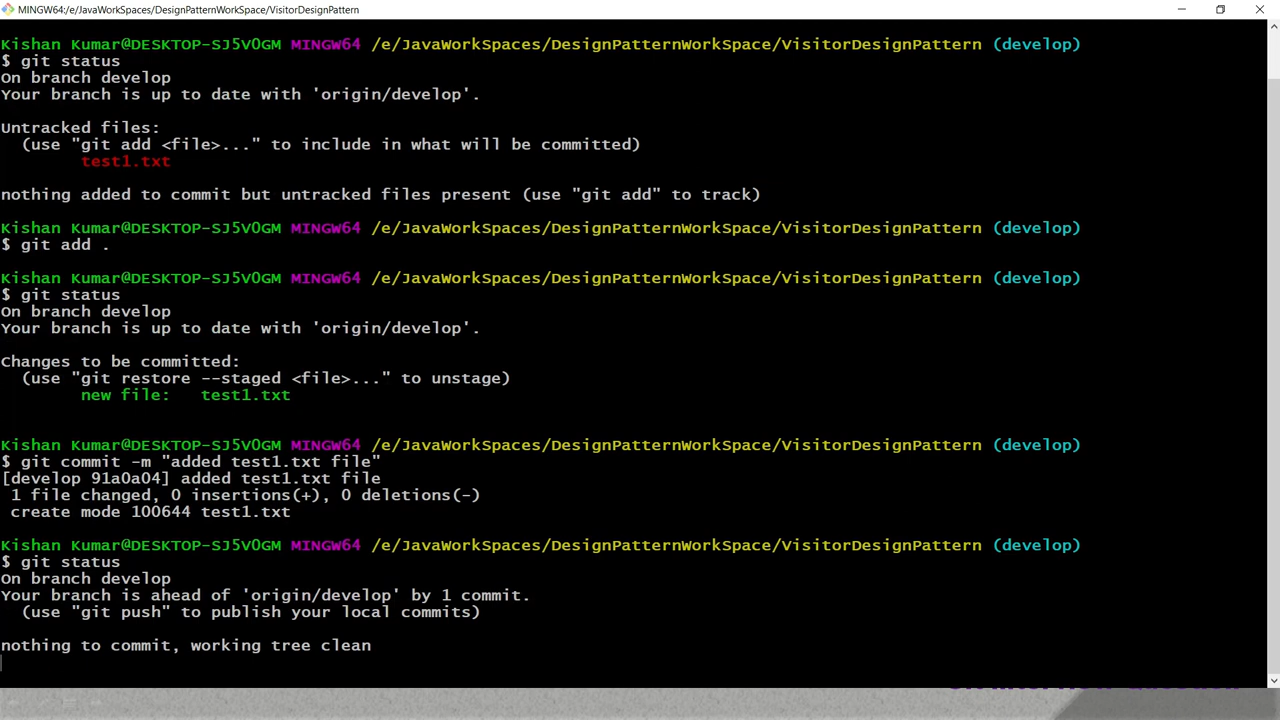 MINGW64:/e/JavaWorkSpaces/DesignPatternWorkSpace/VisitorDesignPattern
Kishan Kumar@DESKTOP-SJ5V0GM MINGW64 /e/JavaWorkSpaces/DesignPatternWorkSpace/VisitorDesignPattern (develop)
$ git status
On branch develop
Your branch is up to date with 'origin/develop'.
Untracked files:
(use "git add <file>..." to include in what will be committed)
test1.txt
nothing added to commit but untracked files present (use "git add" to track)
Kishan Kumar@DESKTOP-SJ5V0GM MINGW64 /e/JavaWorkSpaces/DesignPatternWorkSpace/VisitorDesignPattern (develop)
$ git add .
Kishan Kumar@DESKTOP-SJ5V0GM MINGW64 /e/JavaWorkSpaces/DesignPatternWorkSpace/VisitorDesignPattern (develop)
$ git status
On branch develop
Your branch is up to date with 'origin/develop'.
Changes to be committed:
(use "git restore --staged <file>..." to unstage)
new file:   test1.txt
Kishan Kumar@DESKTOP-SJ5V0GM MINGW64 /e/JavaWorkSpaces/DesignPatternWorkSpace/VisitorDesignPattern (develop)
$ git commit -m "added test1.txt file"
[develop 91a0a04] added test1.txt file
1 file changed, 0 insertions(+), 0 deletions(-)
create mode 100644 test1.txt
Kishan Kumar@DESKTOP-SJ5V0GM MINGW64 /e/JavaWorkSpaces/DesignPatternWorkSpace/VisitorDesignPattern (develop)
$ git status
On branch develop
Your branch is ahead of 'origin/develop' by 1 commit.
(use "git push" to publish your local commits)
nothing to commit, working tree clean